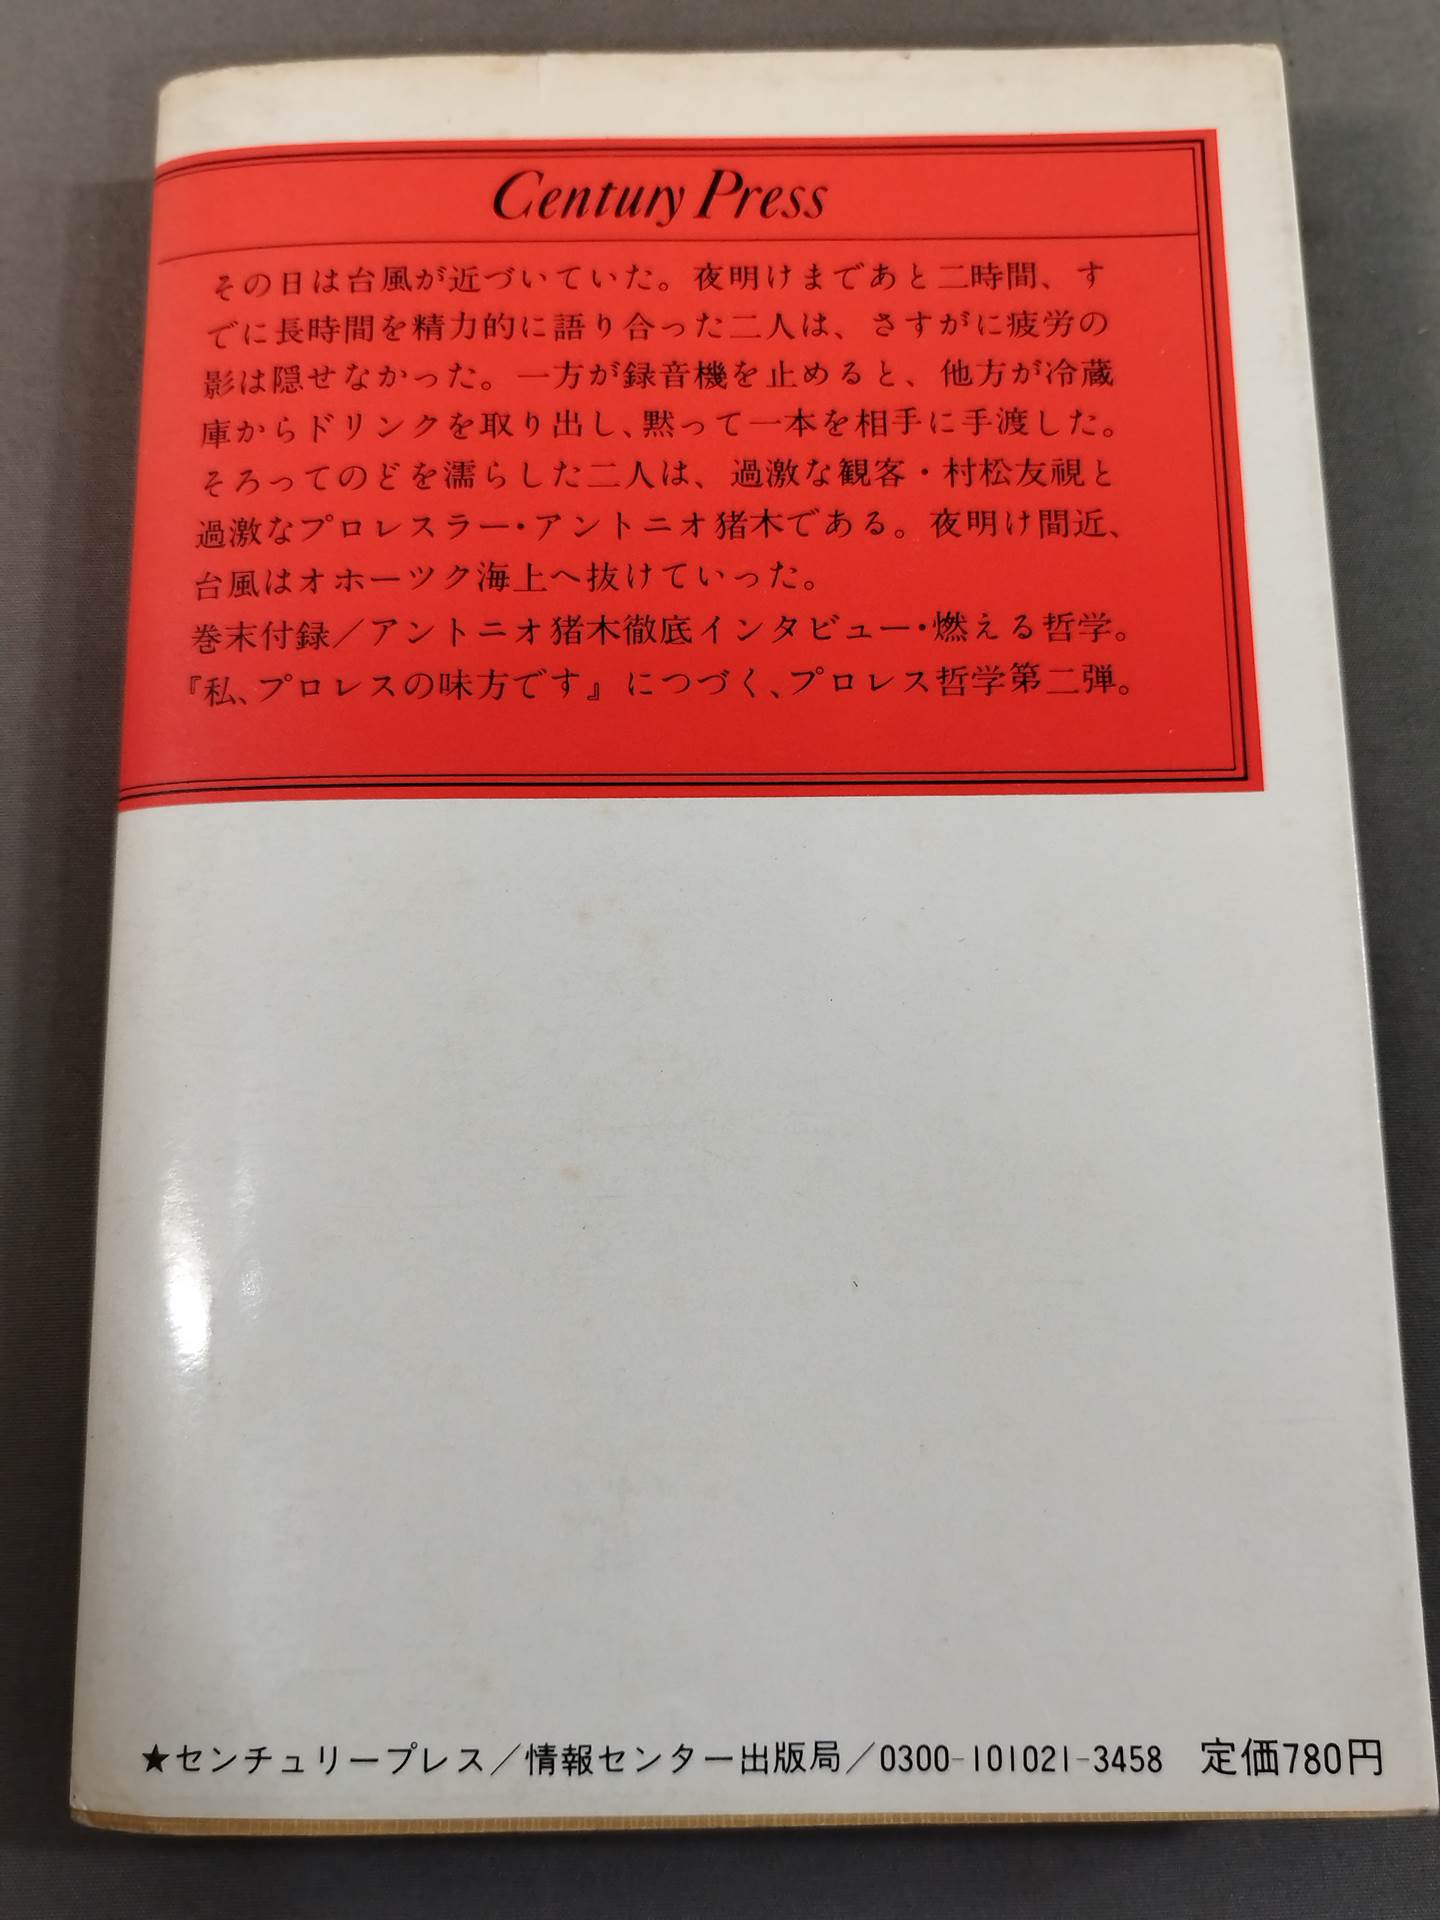 Century Press
その日は台風が近づいていた。夜明けまであと二時間、す
でに長時間を精力的に語り合った二人は、さすがに疲労の
影は隠せなかった。一方が録音機を止めると、他方が冷蔵
庫からドリンクを取り出し、黙って一本を相手に手渡した。
そろってのどを濡らした二人は、過激な観客・村松友視と
過激なプロレスラー・アントニオ猪木である。夜明け間近、
台風はオホーツク海上へ抜けていった。
巻末付録／アントニオ猪木徹底インタビュー・燃える哲学。
『私、プロレスの味方です』につづく、プロレス哲学第二弾。
★センチュリープレス／情報センター出版局／0300-101021-3458 定価780円